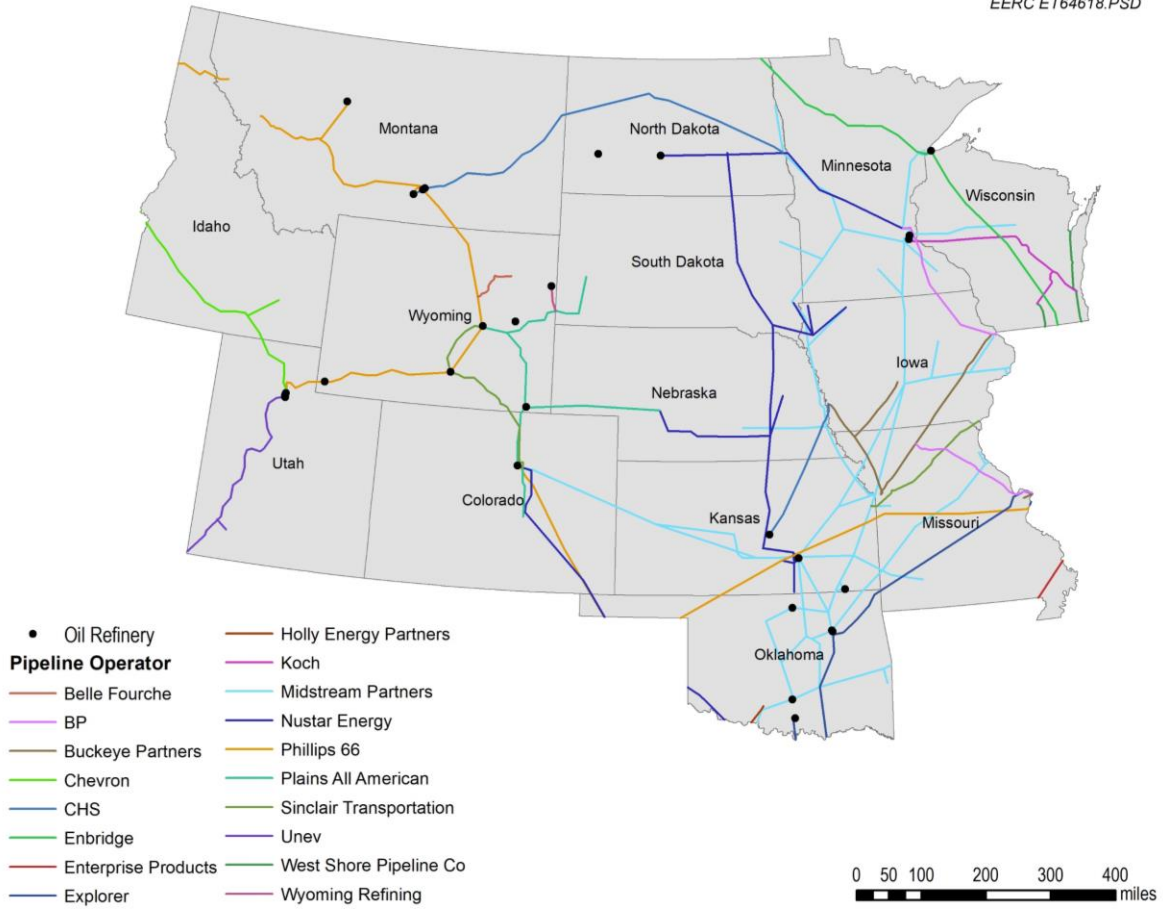 EERC ET64618.PSD
Montana
North Dakota
Minnesota
Wisconsin
Idaho
South Dakota
Wyoming
Iowa
Nebraska
Utah
Colorado
Kansas
Missouri
Oklahoma
Oil Refinery
Pipeline Operator
Belle Fourche
BP
Buckeye Partners
Chevron
CHS
Enbridge
Enterprise Products
Explorer
Holly Energy Partners
Koch
Midstream Partners
Nustar Energy
Phillips 66
Plains All American
Sinclair Transportation
Unev
West Shore Pipeline Co
Wyoming Refining
0 50 100 200 300 400
miles